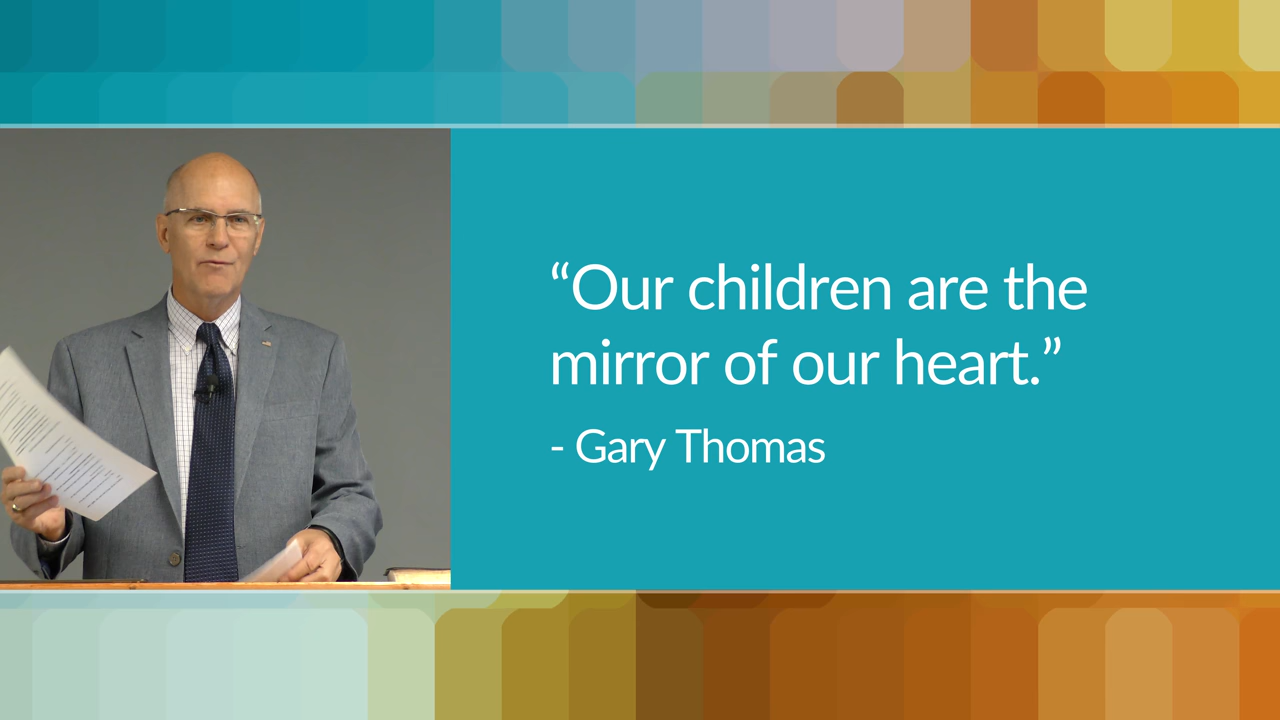 “Our children are the
mirror of our heart.”
- Gary Thomas